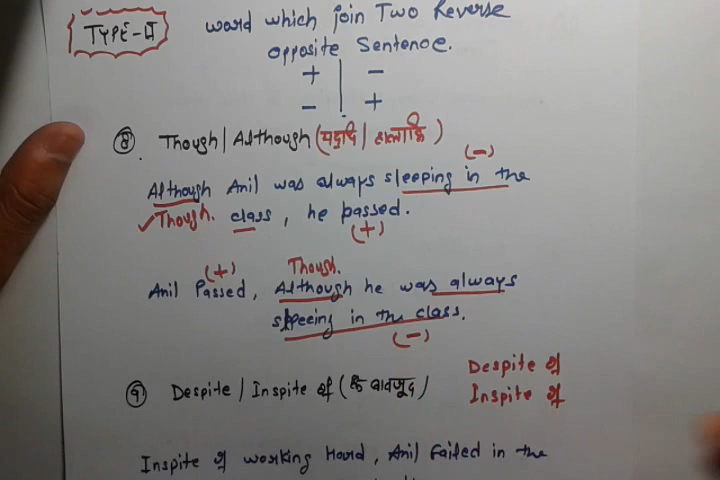 TYPE-II word which join Two Reverse
opposite Sentence.
+ | -
- | +
④ Though / Although (यद्यपि / हालांकि)
(-)
Although Anil was always sleeping in the
✓Though. class, he passed.
(+)
(+) Though.
Anil Passed, Although he was always
sleeping in the class.
(-)
Despite of
⑨ Despite / Inspite of (के बावजूद)
Inspite of
Inspite of working Hard, Anil Failed in the